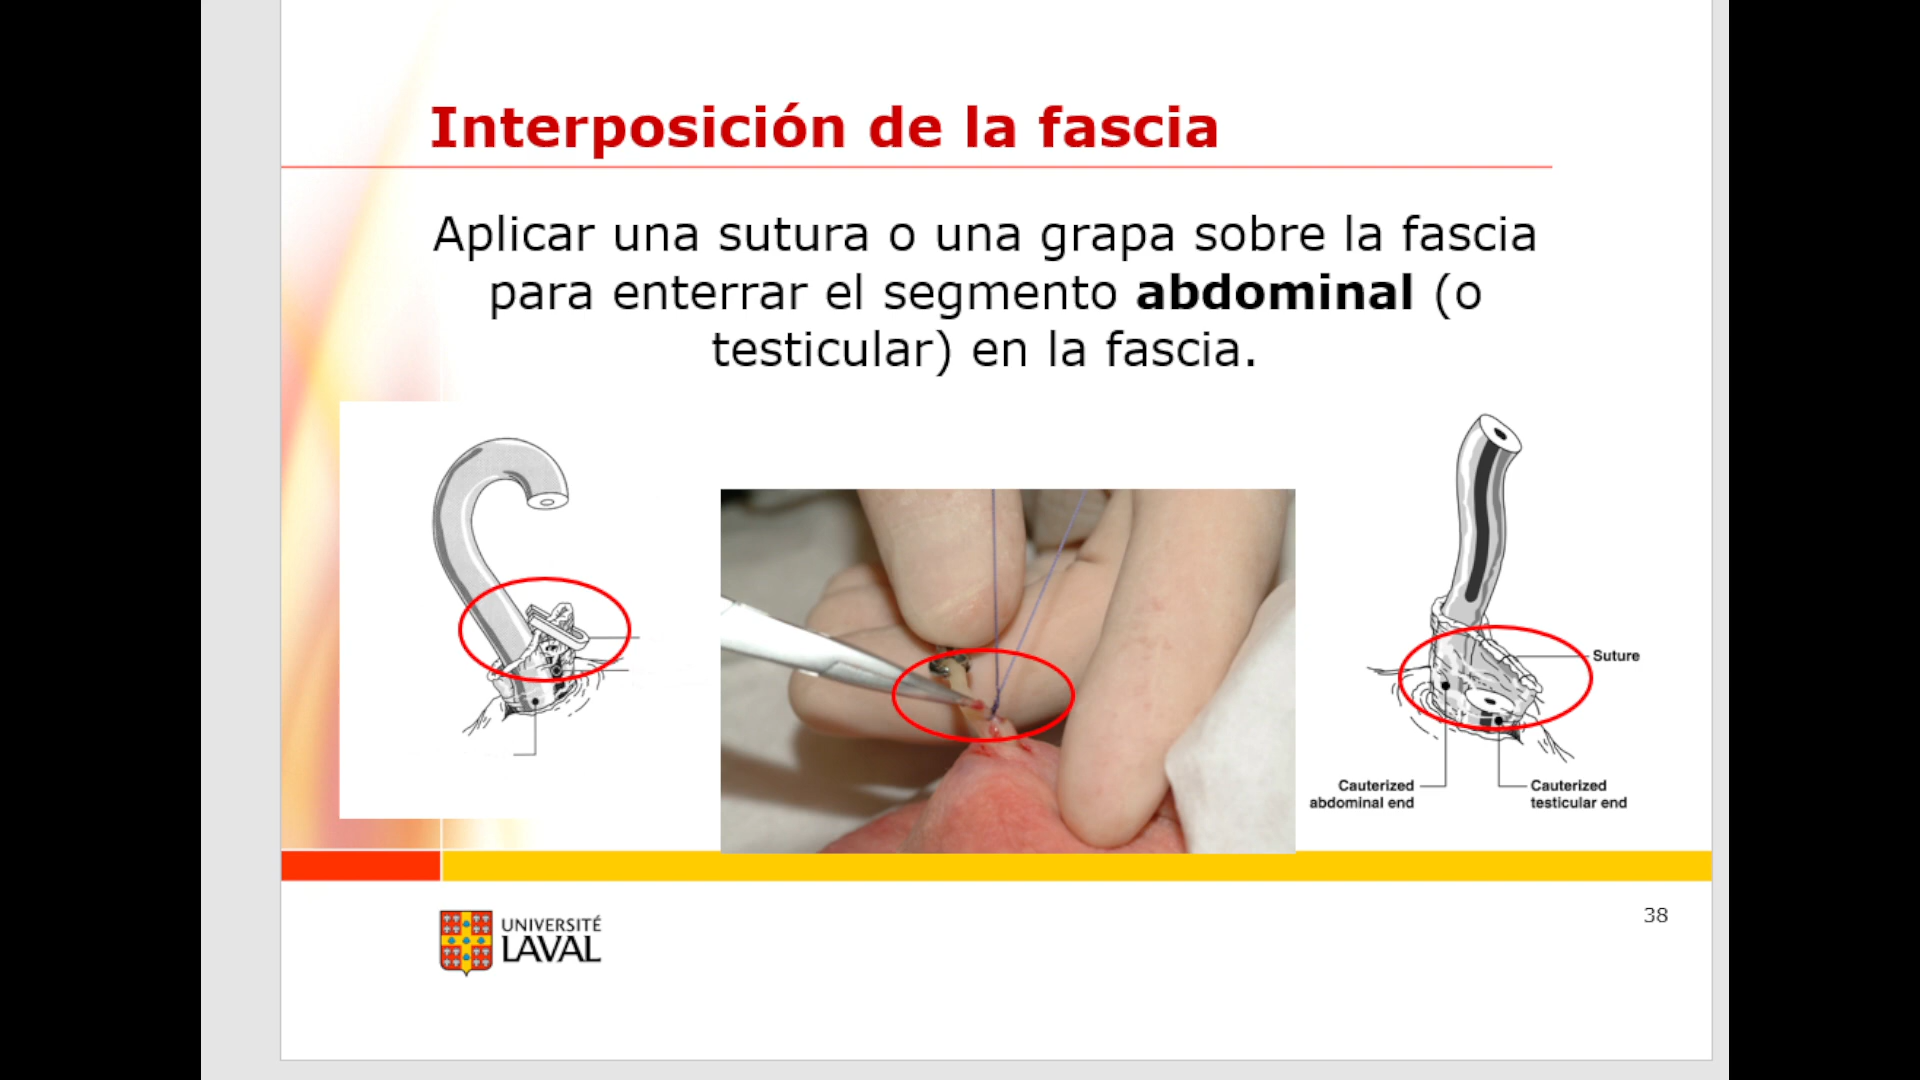 Interposición de la fascia
Aplicar una sutura o una grapa sobre la fascia
para enterrar el segmento abdominal (o
testicular) en la fascia.
Suture
Cauterized
abdominal end
Cauterized
testicular end
UNIVERSITÉ
LAVAL
38